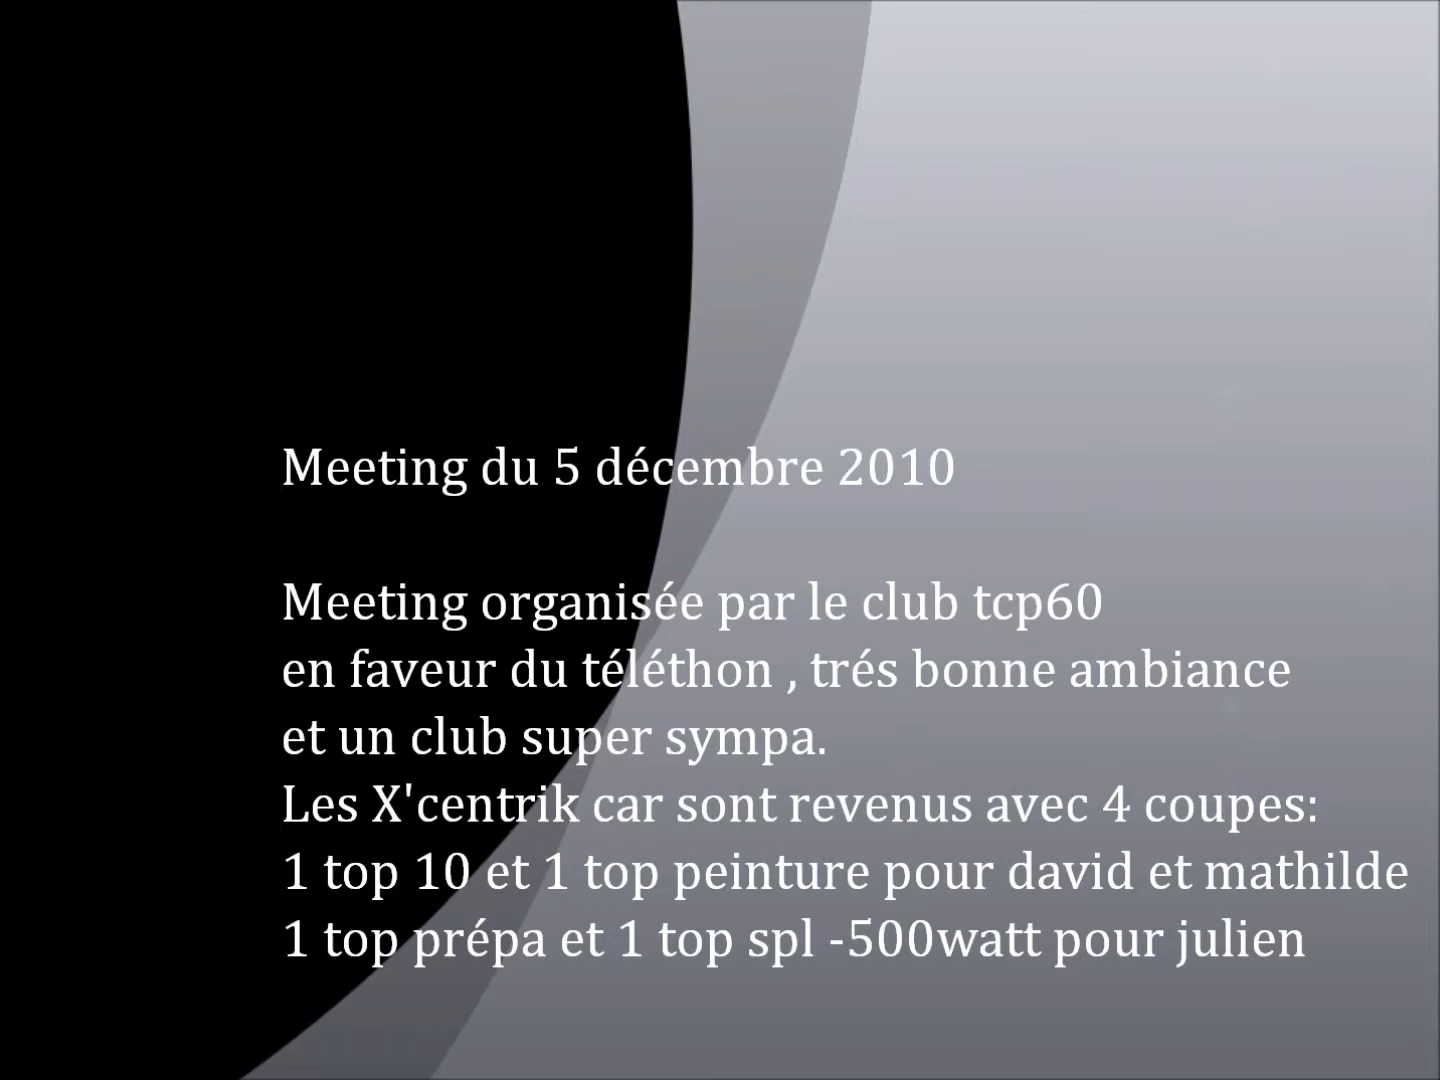 Meeting du 5 décembre 2010
Meeting organisée par le club tcp60
en faveur du téléthon , trés bonne ambiance
et un club super sympa.
Les X'centrik car sont revenus avec 4 coupes:
1 top 10 et 1 top peinture pour david et mathilde
1 top prépa et 1 top spl -500watt pour julien